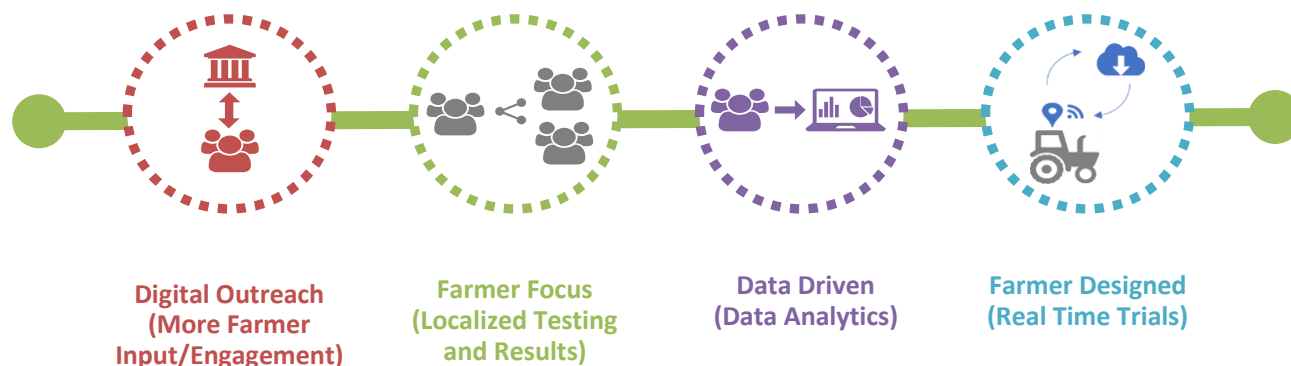 Digital Outreach
(More Farmer
Input/Engagement)
Farmer Focus
(Localized Testing
and Results)
Data Driven
(Data Analytics)
Farmer Designed
(Real Time Trials)